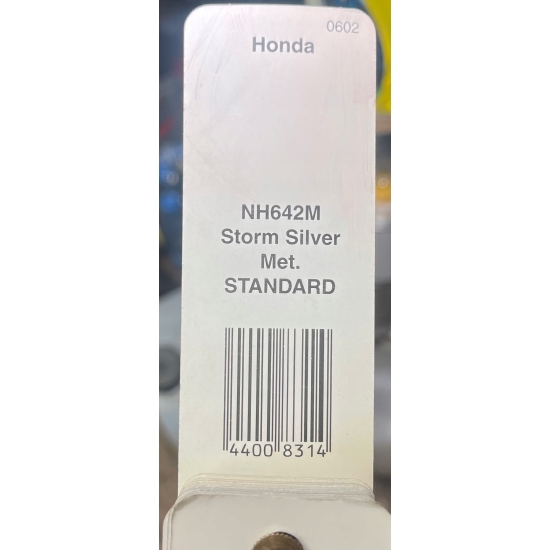 0602
Honda
NH642M
Storm Silver
Met.
STANDARD
4400 8314